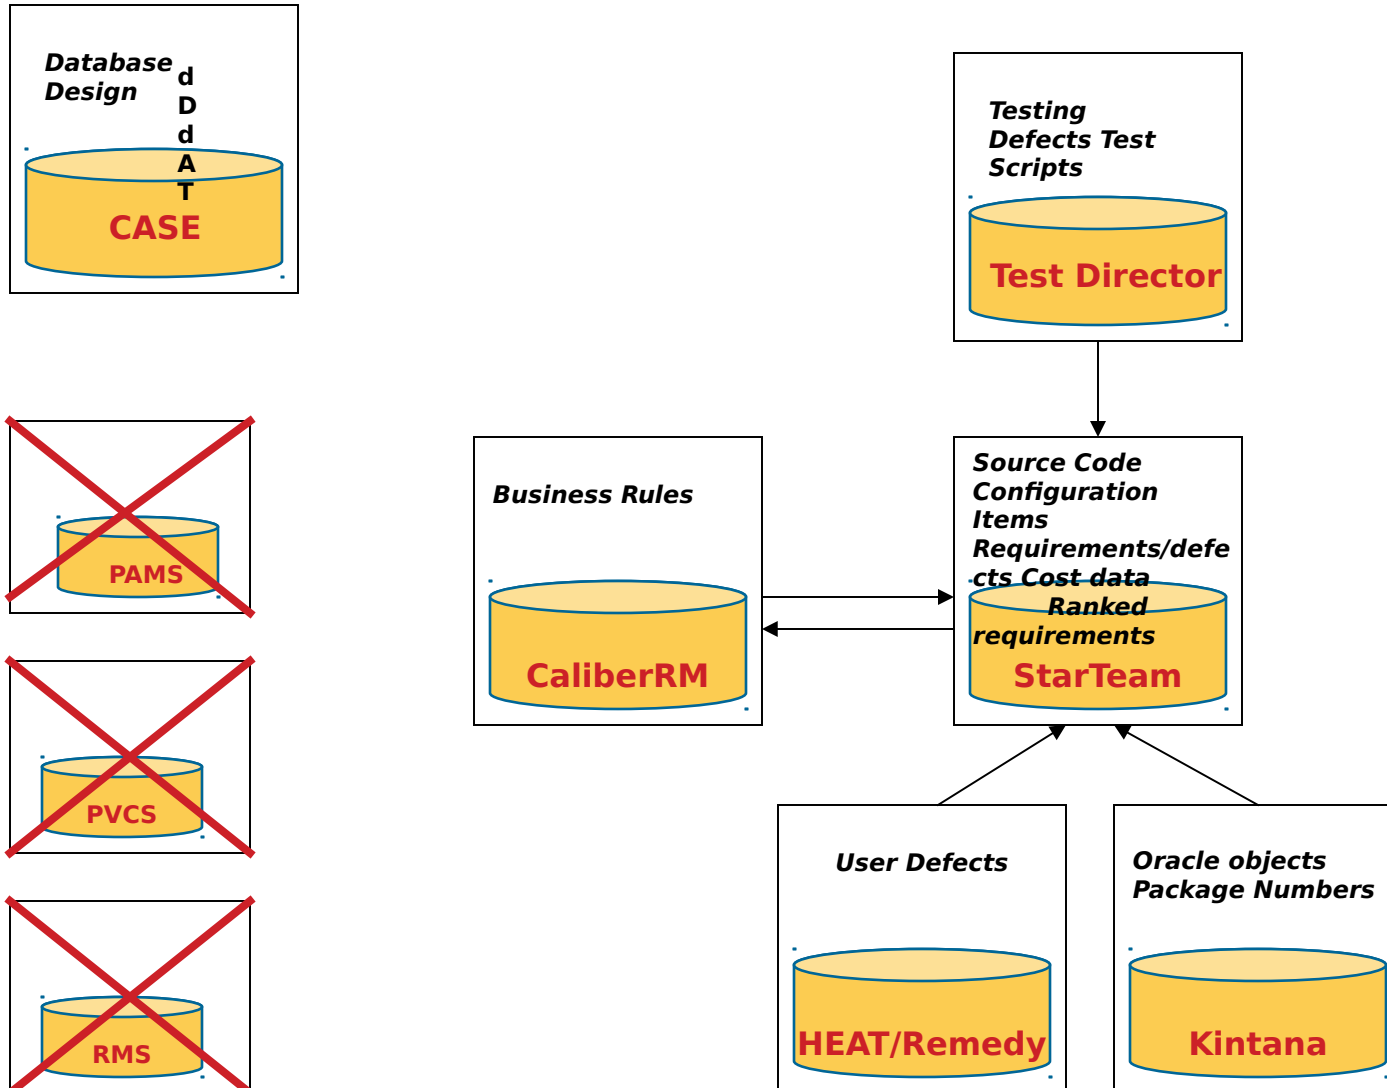 Database
Design
d
D
d
A
T
CASE
Testing
Defects Test
Scripts
Test Director
PAMS
Business Rules
CaliberRM
Source Code
Configuration
Items
Requirements/defe
cts Cost data
Ranked
requirements
StarTeam
PVCS
User Defects
HEAT/Remedy
Oracle objects
Package Numbers
Kintana
RMS